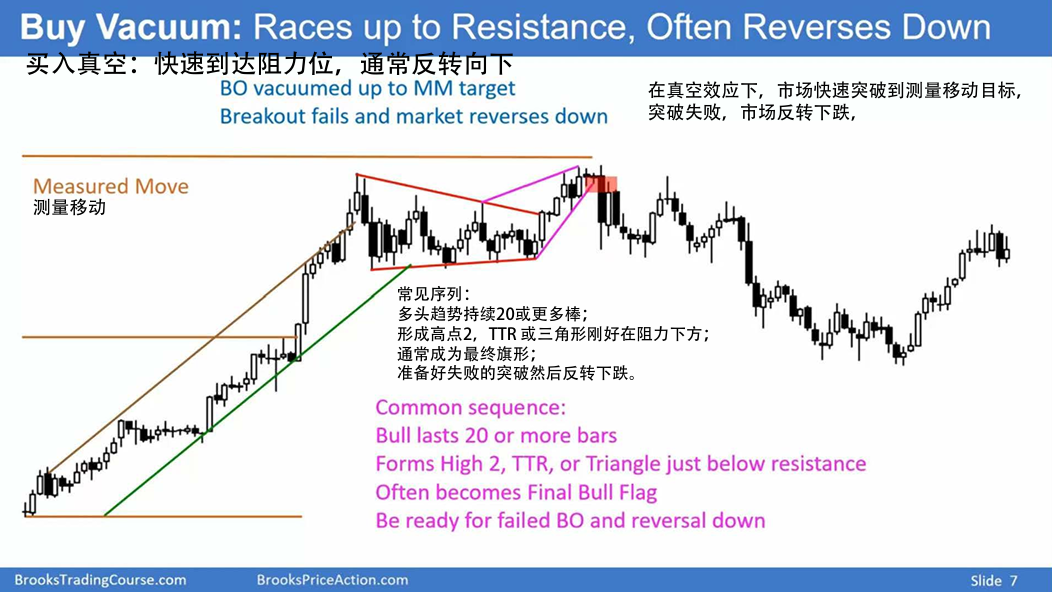 Buy Vacuum: Races up to Resistance, Often Reverses Down
买入真空：快速到达阻力位，通常反转向下
BO vacuumed up to MM target
Breakout fails and market reverses down
在真空效应下，市场快速突破到测量移动目标，
突破失败，市场反转下跌，
Measured Move
测量移动
常见序列：
多头趋势持续20或更多棒；
形成高点2，TTR 或三角形刚好在阻力下方；
通常成为最终旗形；
准备好失败的突破然后反转下跌。
Common sequence:
Bull lasts 20 or more bars
Forms High 2, TTR, or Triangle just below resistance
Often becomes Final Bull Flag
Be ready for failed BO and reversal down
BrooksTradingCourse.com
BrooksPriceAction.com
Slide 7